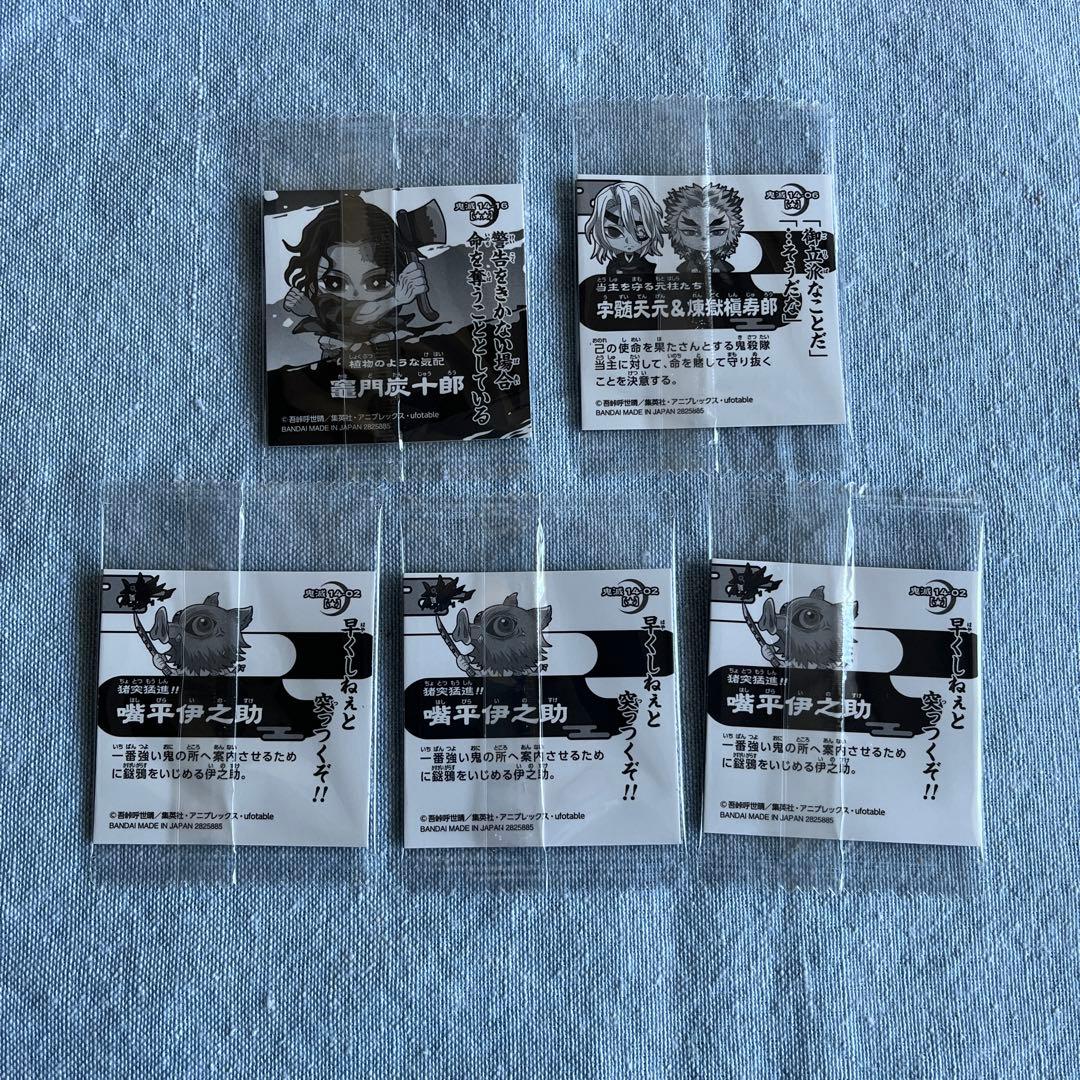 鬼滅 14-16
[★★]
警告をきかない場合
命を奪うこととしている
植物のような気配
竈門炭十郎
©吾峠呼世晴／集英社・アニプレックス・ufotable
BANDAI MADE IN JAPAN 2825885
鬼滅 14-06
[★]
「御立派なことだ」
「…そうだな」
当主を守る元柱たち
宇髄天元&煉獄槇寿郎
己の使命を果たさんとする鬼殺隊
当主に対して、命を賭して守り抜く
ことを決意する。
©吾峠呼世晴／集英社・アニプレックス・ufotable
BANDAI MADE IN JAPAN 2825885
鬼滅 14-02
[★]
早くしねぇと
突っつくぞ!!
猪突猛進!!
嘴平伊之助
一番強い鬼の所へ案内させるため
に鎹鴉をいじめる伊之助。
©吾峠呼世晴／集英社・アニプレックス・ufotable
BANDAI MADE IN JAPAN 2825885
鬼滅 14-02
[★]
早くしねぇと
突っつくぞ!!
猪突猛進!!
嘴平伊之助
一番強い鬼の所へ案内させるため
に鎹鴉をいじめる伊之助。
©吾峠呼世晴／集英社・アニプレックス・ufotable
BANDAI MADE IN JAPAN 2825885
鬼滅 14-02
[★]
早くしねぇと
突っつくぞ!!
猪突猛進!!
嘴平伊之助
一番強い鬼の所へ案内させるため
に鎹鴉をいじめる伊之助。
©吾峠呼世晴／集英社・アニプレックス・ufotable
BANDAI MADE IN JAPAN 2825885